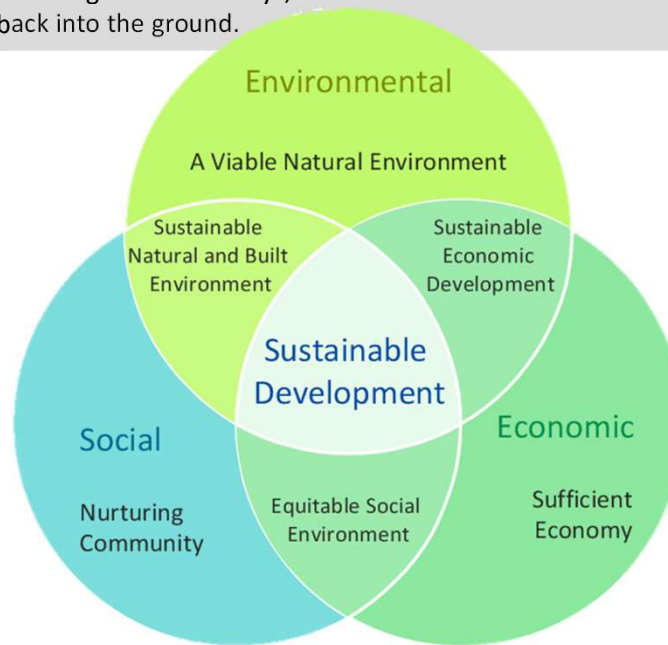 back into the ground.
Environmental
A Viable Natural Environment
Sustainable
Natural and Built
Environment
Sustainable
Economic
Development
Sustainable
Development
Social
Nurturing
Community
Economic
Sufficient
Economy
Equitable Social
Environment